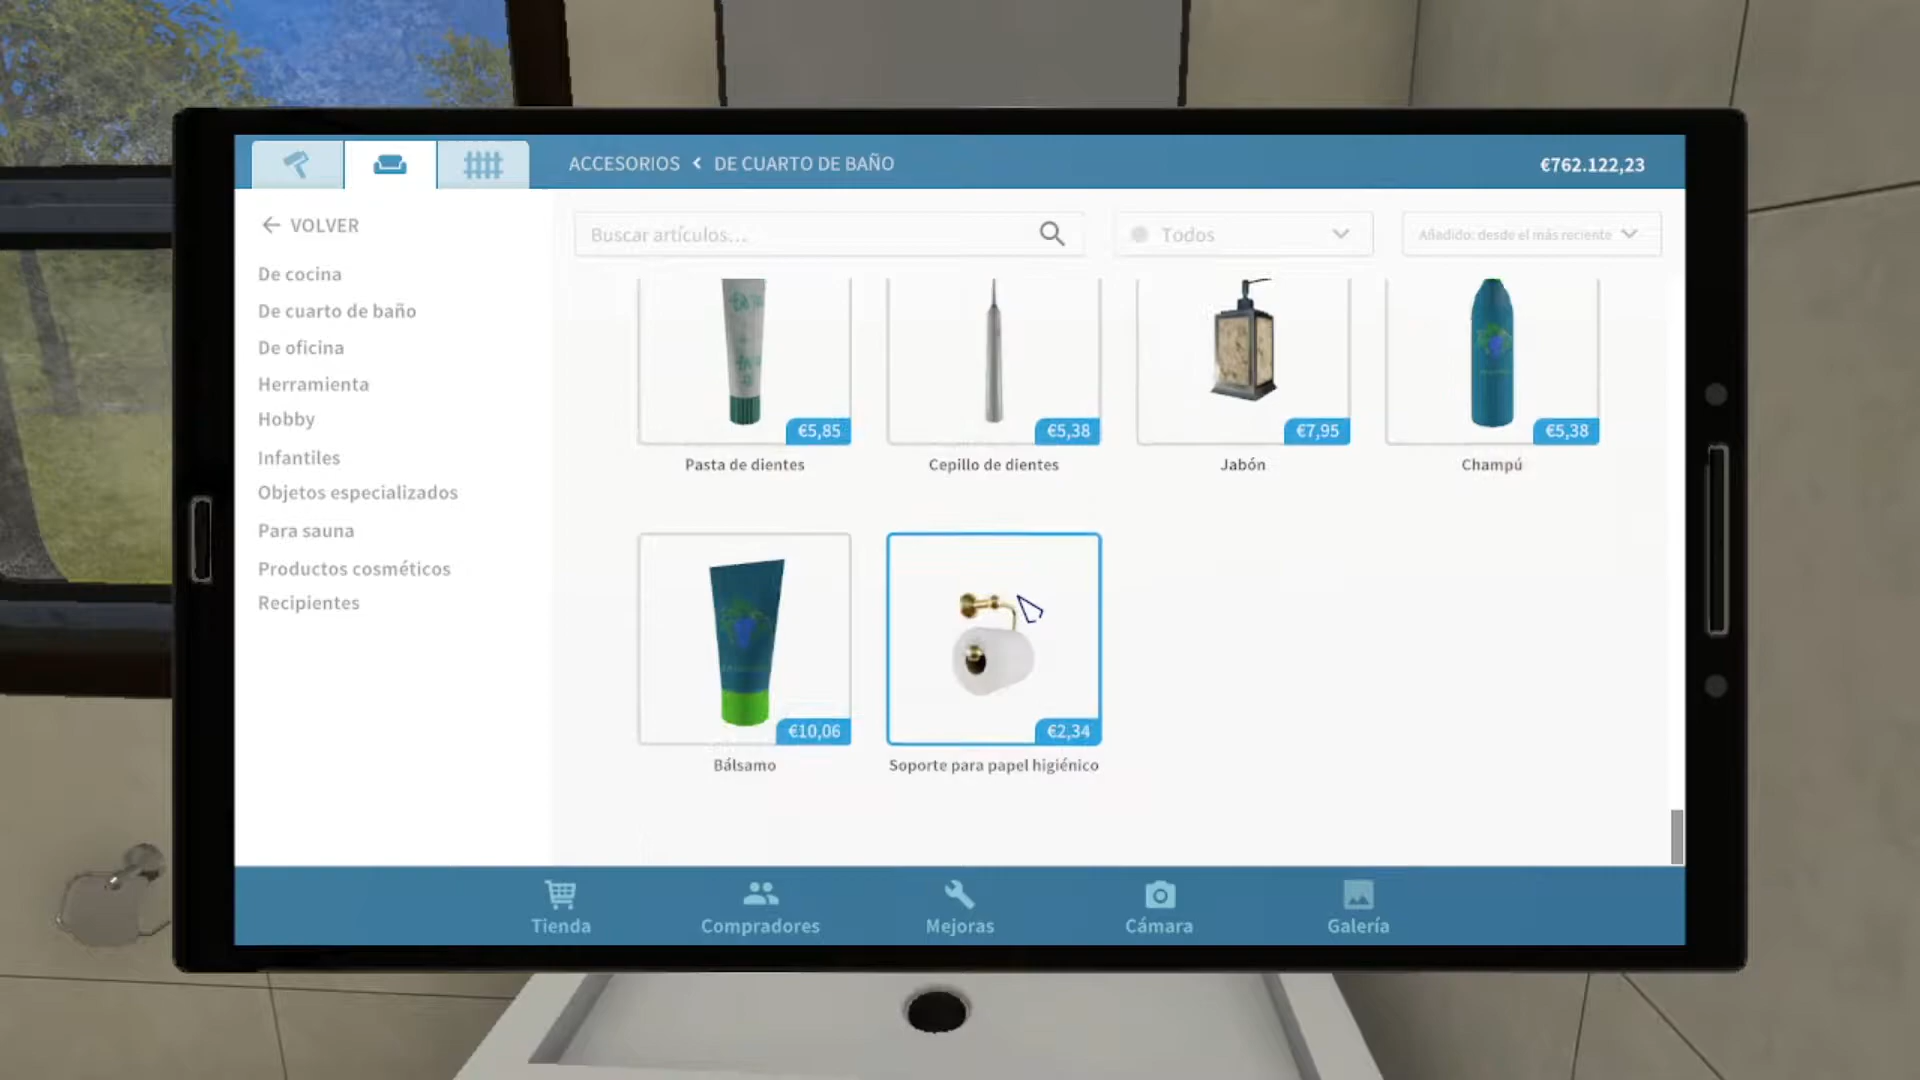 ACCESORIOS < DE CUARTO DE BAÑO
€762.122,23
← VOLVER
De cocina
De cuarto de baño
De oficina
Herramienta
Hobby
Infantiles
Objetos especializados
Para sauna
Productos cosméticos
Recipientes
Buscar artículos...
Todos
Añadido: desde el más reciente
€5,85
€5,38
€7,95
€5,38
Pasta de dientes
Cepillo de dientes
Jabón
Champú
€10,06
€2,34
Bálsamo
Soporte para papel higiénico
Tienda
Compradores
Mejoras
Cámara
Galería